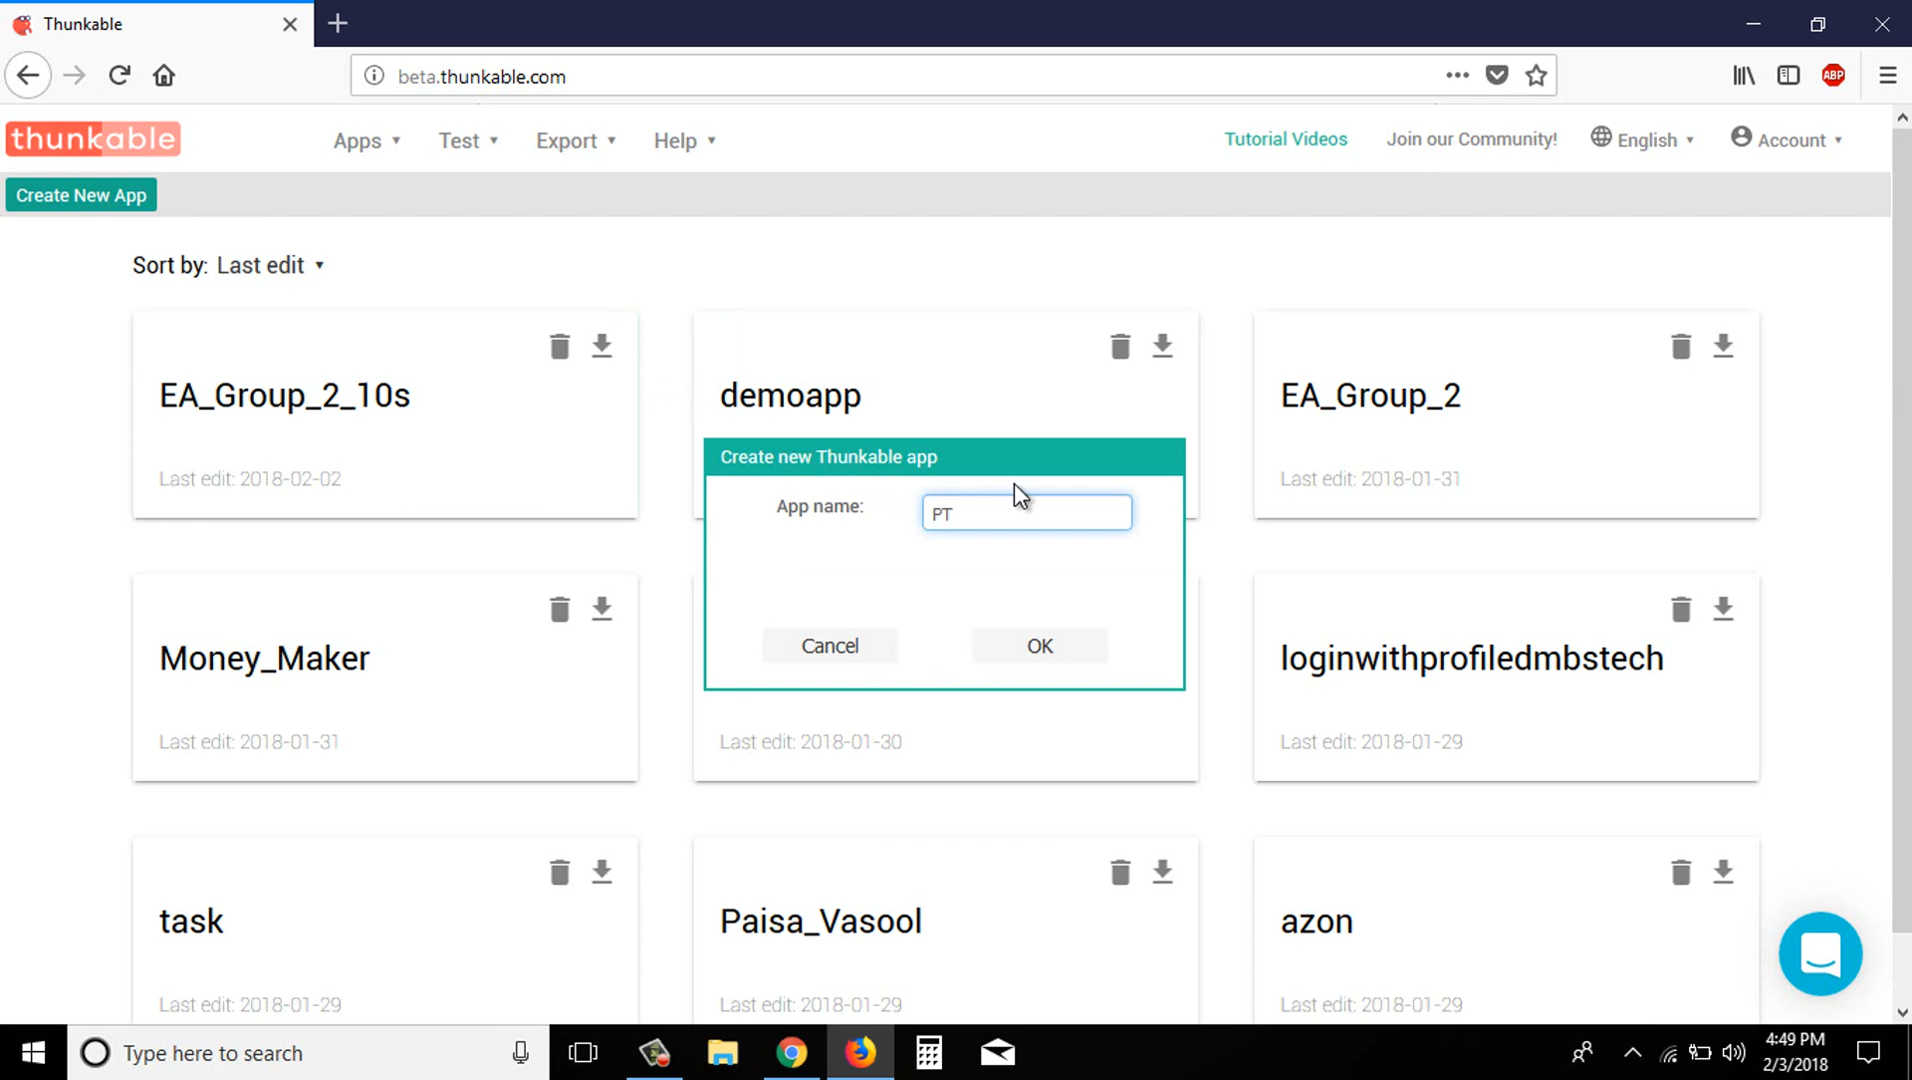 Thunkable
beta.thunkable.com
ABP
thunkable
Apps
Test
Export
Help
Tutorial Videos
Join our Community!
English
Account
Create New App
Sort by: Last edit
EA_Group_2_10s
Last edit: 2018-02-02
demoapp
EA_Group_2
Last edit: 2018-01-31
Create new Thunkable app
App name:
PT
Cancel
OK
Money_Maker
Last edit: 2018-01-31
Last edit: 2018-01-30
loginwithprofiledmbstech
Last edit: 2018-01-29
task
Last edit: 2018-01-29
Paisa_Vasool
Last edit: 2018-01-29
azon
Last edit: 2018-01-29
Type here to search
4:49 PM
2/3/2018